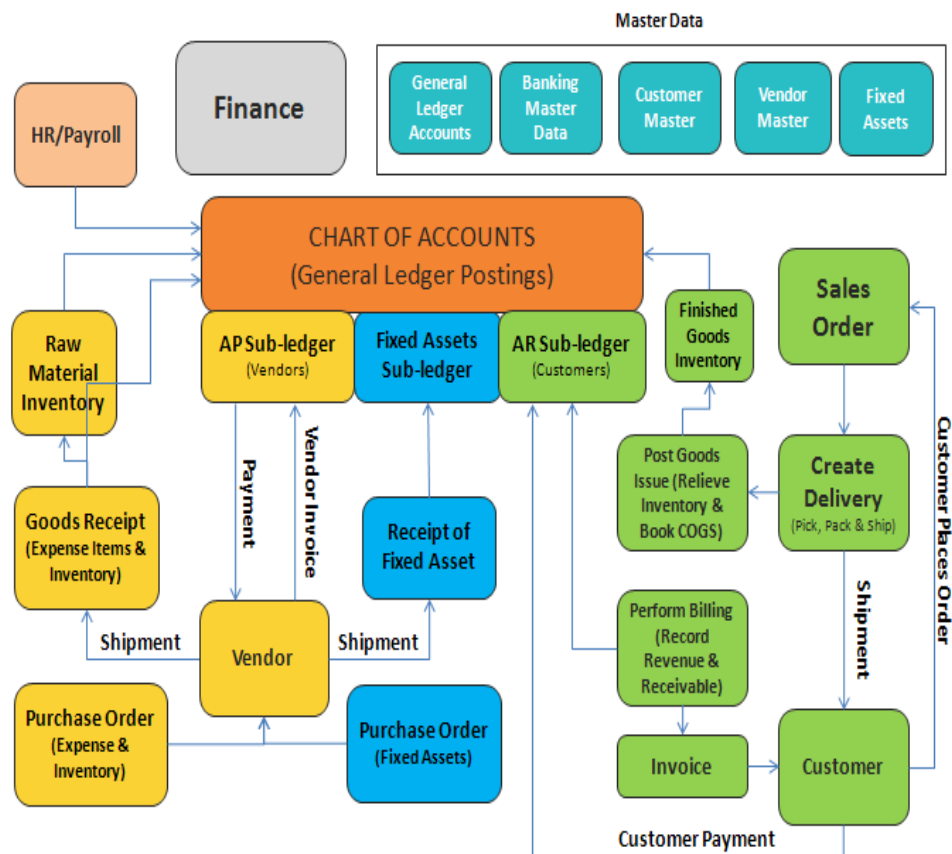 Master Data
Finance
General
Ledger
Accounts
Banking
Master
Data
Customer
Master
Vendor
Master
Fixed
Assets
HR/Payroll
CHART OF ACCOUNTS
(General Ledger Postings)
Sales
Order
Raw
Material
Inventory
AP Sub-ledger
(Vendors)
Fixed Assets
Sub-ledger
AR Sub-ledger
(Customers)
Finished
Goods
Inventory
Payment
Vendor Invoice
Customer Places Order
Goods Receipt
(Expense Items &
Inventory)
Receipt of
Fixed Asset
Post Goods
Issue (Relieve
Inventory &
Book COGS)
Create
Delivery
(Pick, Pack & Ship)
Shipment
Vendor
Shipment
Perform Billing
(Record
Revenue &
Receivable)
Shipment
Purchase Order
(Expense &
Inventory)
Purchase Order
(Fixed Assets)
Invoice
Customer
Customer Payment